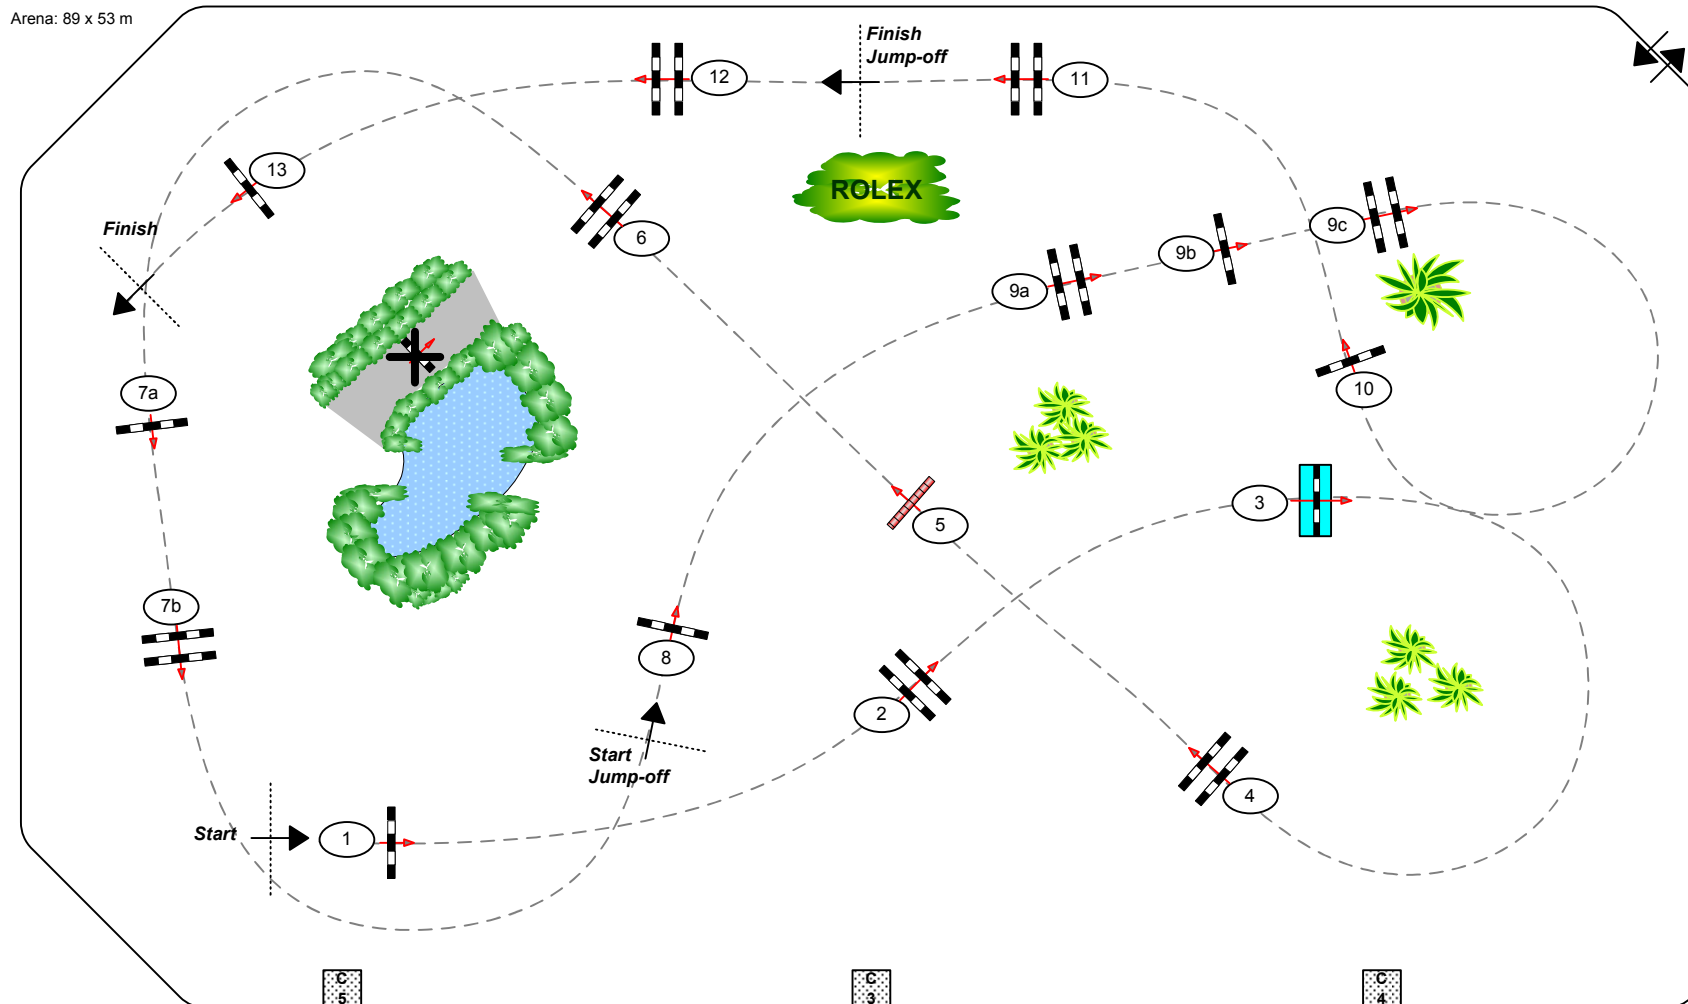 Arena: 89 x 53 m
Finish
Jump-off
12
11
13
ROLEX
6
9c
9b
9a
Finish
7a
10
3
5
7b
8
2
Start
Jump-off
4
Start
1
C
5
C
3
C
4